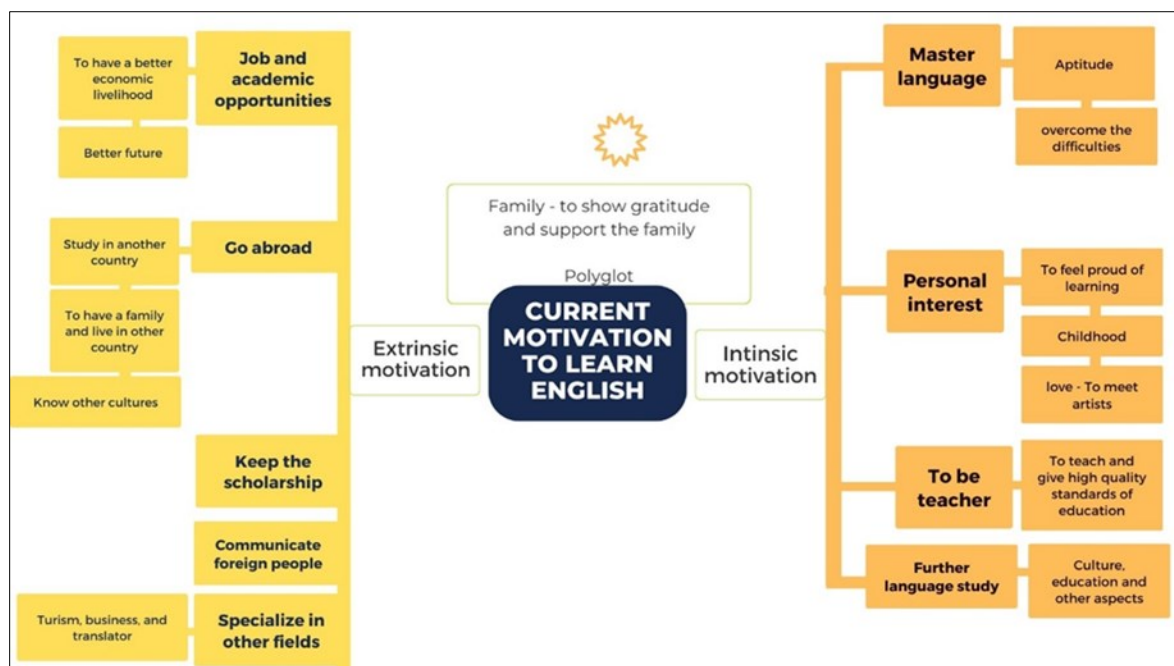 To have a better
economic
livelihood
Better future
Job and
academic
opportunities
Study in another
country
To have a family
and live in other
country
Know other cultures
Go abroad
Keep the
scholarship
Communicate
foreign people
Turism, business, and
translator
Specialize in
other fields
Extrinsic
motivation
Family - to show gratitude
and support the family
Polyglot
CURRENT
MOTIVATION
TO LEARN
ENGLISH
Intinsic
motivation
Master
language
Aptitude
overcome the
difficulties
Personal
interest
To feel proud of
learning
Childhood
love - To meet
artists
To be
teacher
To teach and
give high quality
standards of
education
Further
language study
Culture,
education and
other aspects